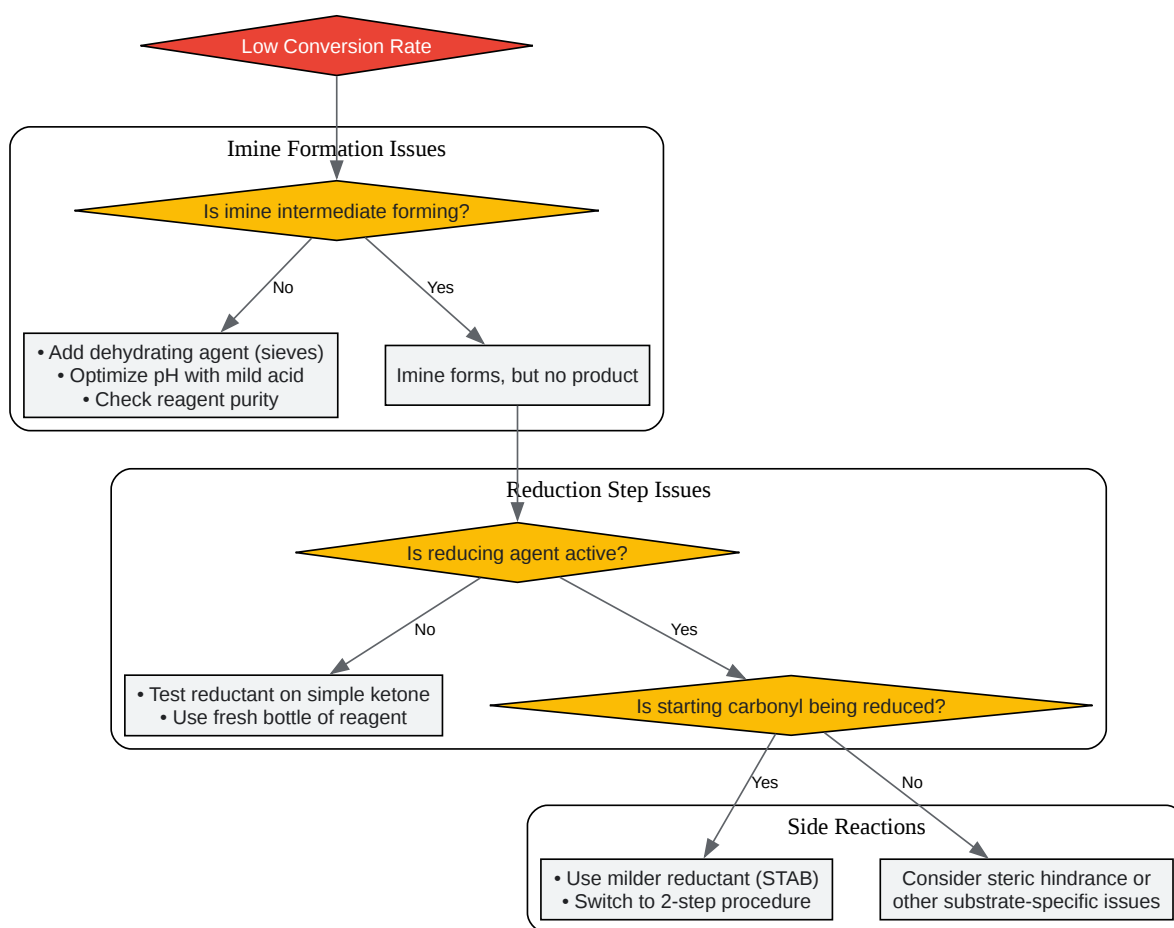 Low Conversion Rate
Imine Formation Issues
Is imine intermediate forming?
No
Yes
• Add dehydrating agent (sieves)
• Optimize pH with mild acid
• Check reagent purity
Imine forms, but no product
Reduction Step Issues
Is reducing agent active?
No
Yes
• Test reductant on simple ketone
• Use fresh bottle of reagent
Is starting carbonyl being reduced?
Yes
No
Side Reactions
• Use milder reductant (STAB)
• Switch to 2-step procedure
Consider steric hindrance or
other substrate-specific issues